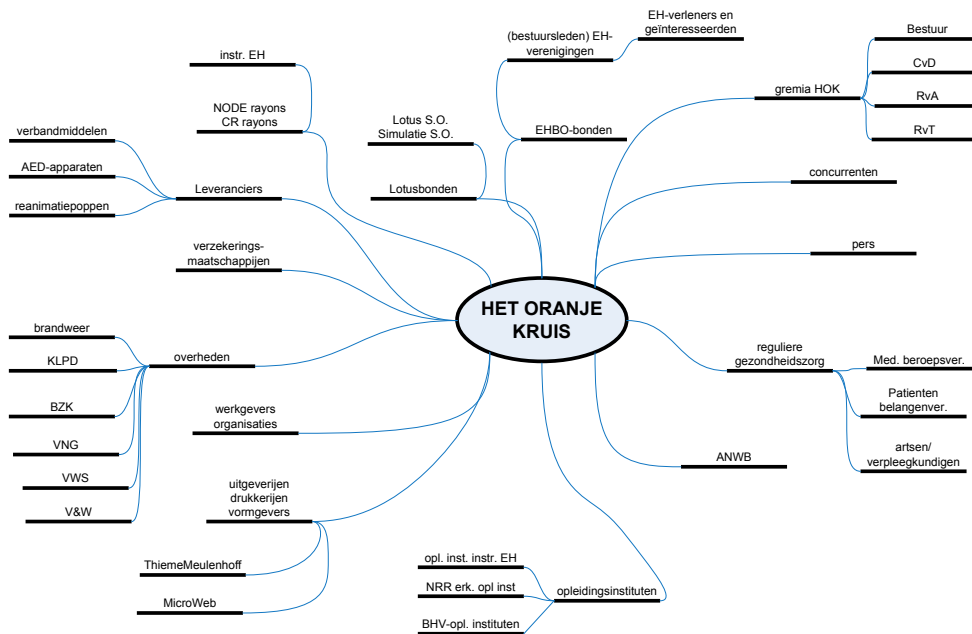 EH-verleners en
geïnteresseerden
(bestuursleden) EH-
verenigingen
Bestuur
instr. EH
CvD
gremia HOK
RvA
NODE rayons
CR rayons
Lotus S.O.
Simulatie S.O.
EHBO-bonden
RvT
verbandmiddelen
AED-apparaten
Leveranciers
Lotusbonden
concurrenten
reanimatiepoppen
verzekerings-
maatschappijen
pers
HET ORANJE
KRUIS
brandweer
KLPD
overheden
reguliere
gezondheidszorg
Med. beroepsver.
BZK
Patienten
belangenver.
werkgevers
organisaties
VNG
artsen/
verpleegkundigen
ANWB
VWS
uitgeverijen
drukkerijen
vormgevers
V&W
opl. inst. instr. EH
ThiemeMeulenhoff
NRR erk. opl inst
opleidingsinstituten
MicroWeb
BHV-opl. instituten